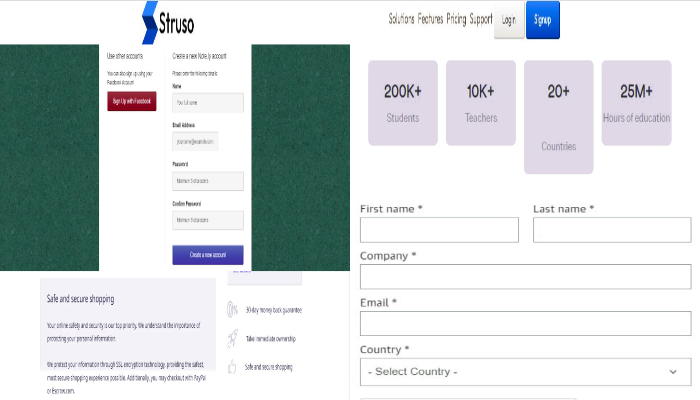 Struso
Solutions Features Pricing Support Login Signup
Use other accounts
You can also sign up using your
Facebook Account
Sign Up with Facebook
Create a new Note.ly account
Please enter the following details
Name
Your full name
Email Address
yourname@example.com
Password
Minimum 8 characters
Confirm Password
Minimum 8 characters
Create a new account
200K+
Students
10K+
Teachers
20+
Countries
25M+
Hours of education
First name *
Last name *
Company *
Email *
Country *
- Select Country -
Safe and secure shopping
Your online safety and security is our top priority. We understand the importance of
protecting your personal information.
We protect your information through SSL encryption technology, providing the safest,
most secure shopping experience possible. Additionally, you may checkout with PayPal
or Escrow.com.
30-day money back guarantee
Take immediate ownership
Safe and secure shopping